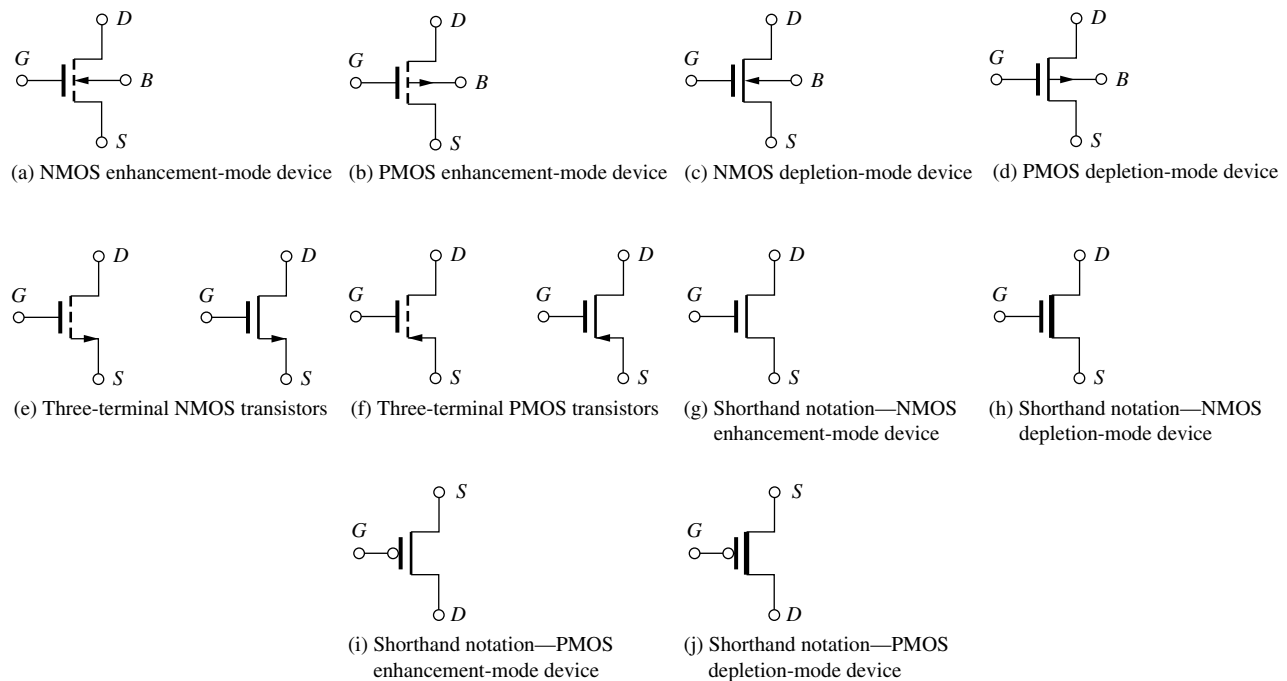 D
G
B
S
(a) NMOS enhancement-mode device
D
G
B
S
(b) PMOS enhancement-mode device
D
G
B
S
(c) NMOS depletion-mode device
D
G
B
S
(d) PMOS depletion-mode device
D
G
S
D
G
S
(e) Three-terminal NMOS transistors
D
G
S
D
G
S
(f) Three-terminal PMOS transistors
D
G
S
(g) Shorthand notation—NMOS
enhancement-mode device
D
G
S
(h) Shorthand notation—NMOS
depletion-mode device
S
G
D
(i) Shorthand notation—PMOS
enhancement-mode device
S
G
D
(j) Shorthand notation—PMOS
depletion-mode device